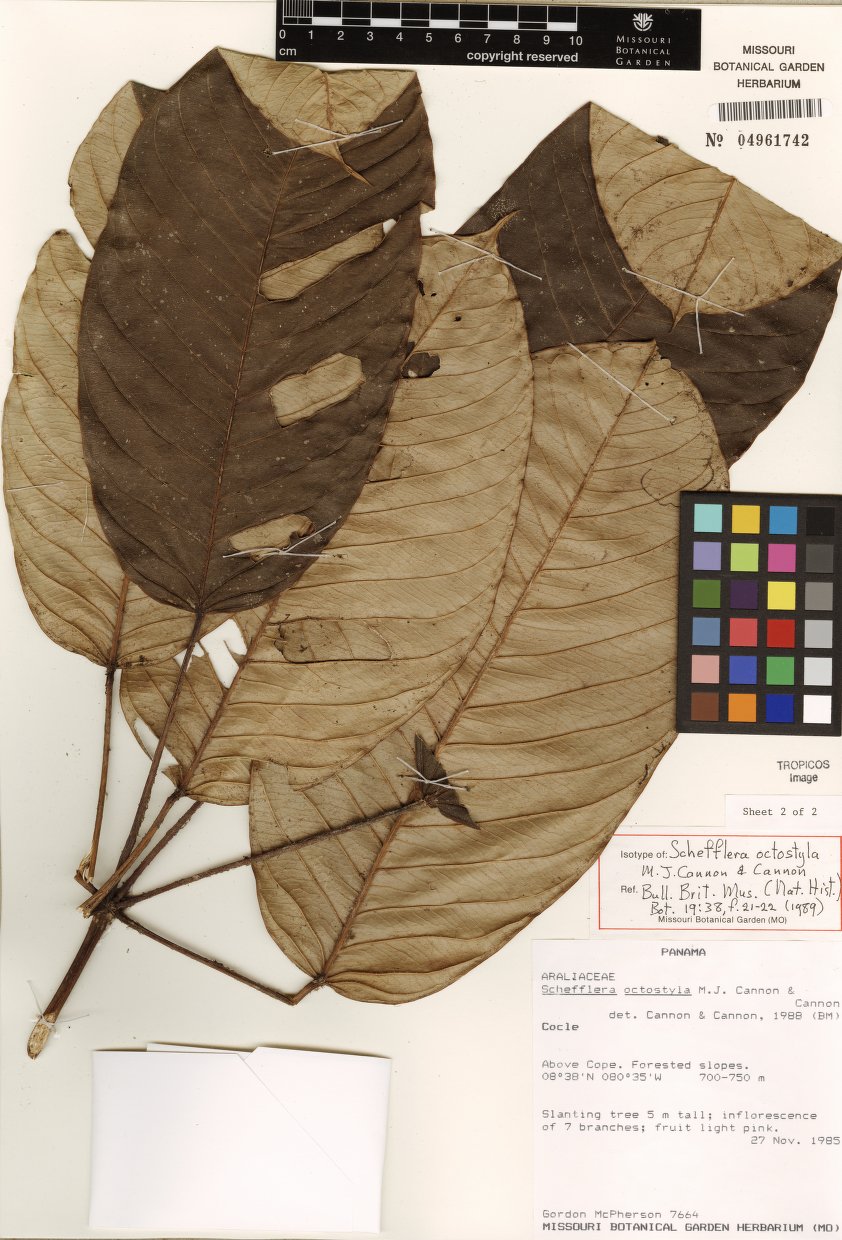 0 1 2 3 4 5 6 7 8 9 10
cm
copyright reserved
MISSOURI
BOTANICAL
GARDEN
MISSOURI
BOTANICAL GARDEN
HERBARIUM
Nº 04961742
TROPICOS
Image
Sheet 2 of 2
Isotype of: Schefflera octostyla
M.J. Cannon & Cannon
Ref. Bull. Brit. Mus. (Nat. Hist.)
Bot. 19:38, f. 21-22 (1989)
Missouri Botanical Garden (MO)
PANAMA
ARALIACEAE
Schefflera octostyla M.J. Cannon &
Cannon
det. Cannon & Cannon, 1988 (BM)
Cocle
Above Cope. Forested slopes.
08°38'N 080°35'W 700-750 m
Slanting tree 5 m tall; inflorescence
of 7 branches; fruit light pink.
27 Nov. 1985
Gordon McPherson 7664
MISSOURI BOTANICAL GARDEN HERBARIUM (MO)